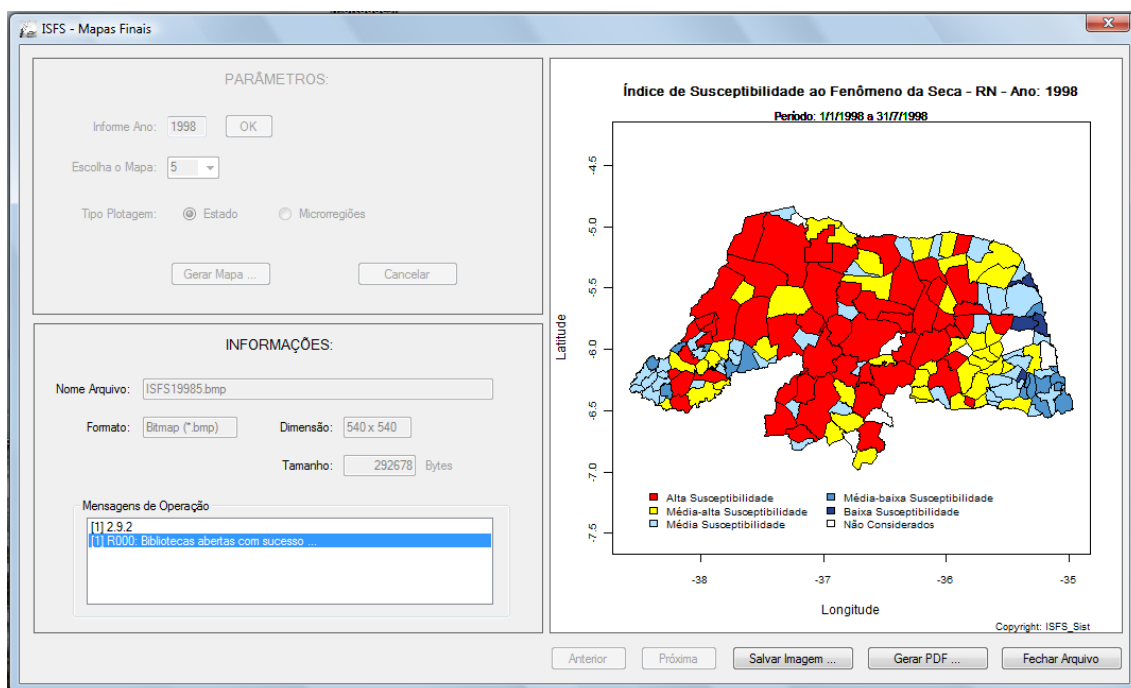 ISFS - Mapas Finais
PARÂMETROS:
Informe Ano: 1998 OK
Escolha o Mapa: 5
Tipo Plotagem: Estado Microrregiões
Gerar Mapa ... Cancelar
INFORMAÇÕES:
Nome Arquivo: ISFS19985.bmp
Formato: Bitmap (*.bmp) Dimensão: 540 x 540
Tamanho: 292678 Bytes
Mensagens de Operação
[1] 2.9.2
[1] R000: Bibliotecas abertas com sucesso ...
Índice de Susceptibilidade ao Fenômeno da Seca - RN - Ano: 1998
Período: 1/1/1998 a 31/7/1998
Latitude
-4.5
-5.0
-5.5
-6.0
-6.5
-7.0
-7.5
Alta Susceptibilidade
Média-alta Susceptibilidade
Média Susceptibilidade
Média-baixa Susceptibilidade
Baixa Susceptibilidade
Não Considerados
-38 -37 -36 -35
Longitude
Copyright: ISFS_Sist
Anterior Próxima Salvar Imagem ... Gerar PDF ... Fechar Arquivo